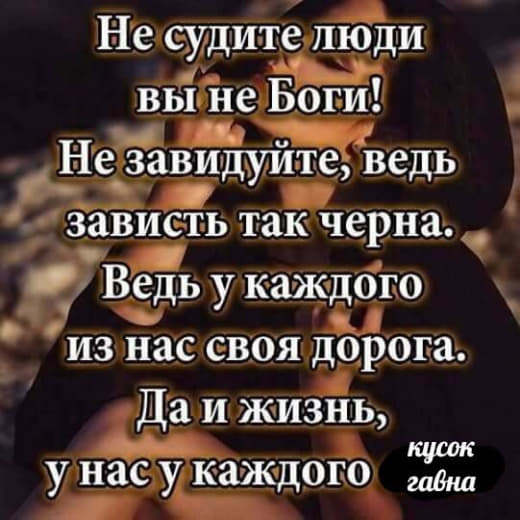 Не судите люди
вы не Боги!
Не завидуйте, ведь
зависть так черна.
Ведь у каждого
из нас своя дорога.
Да и жизнь,
у нас у каждого кусок
гавна